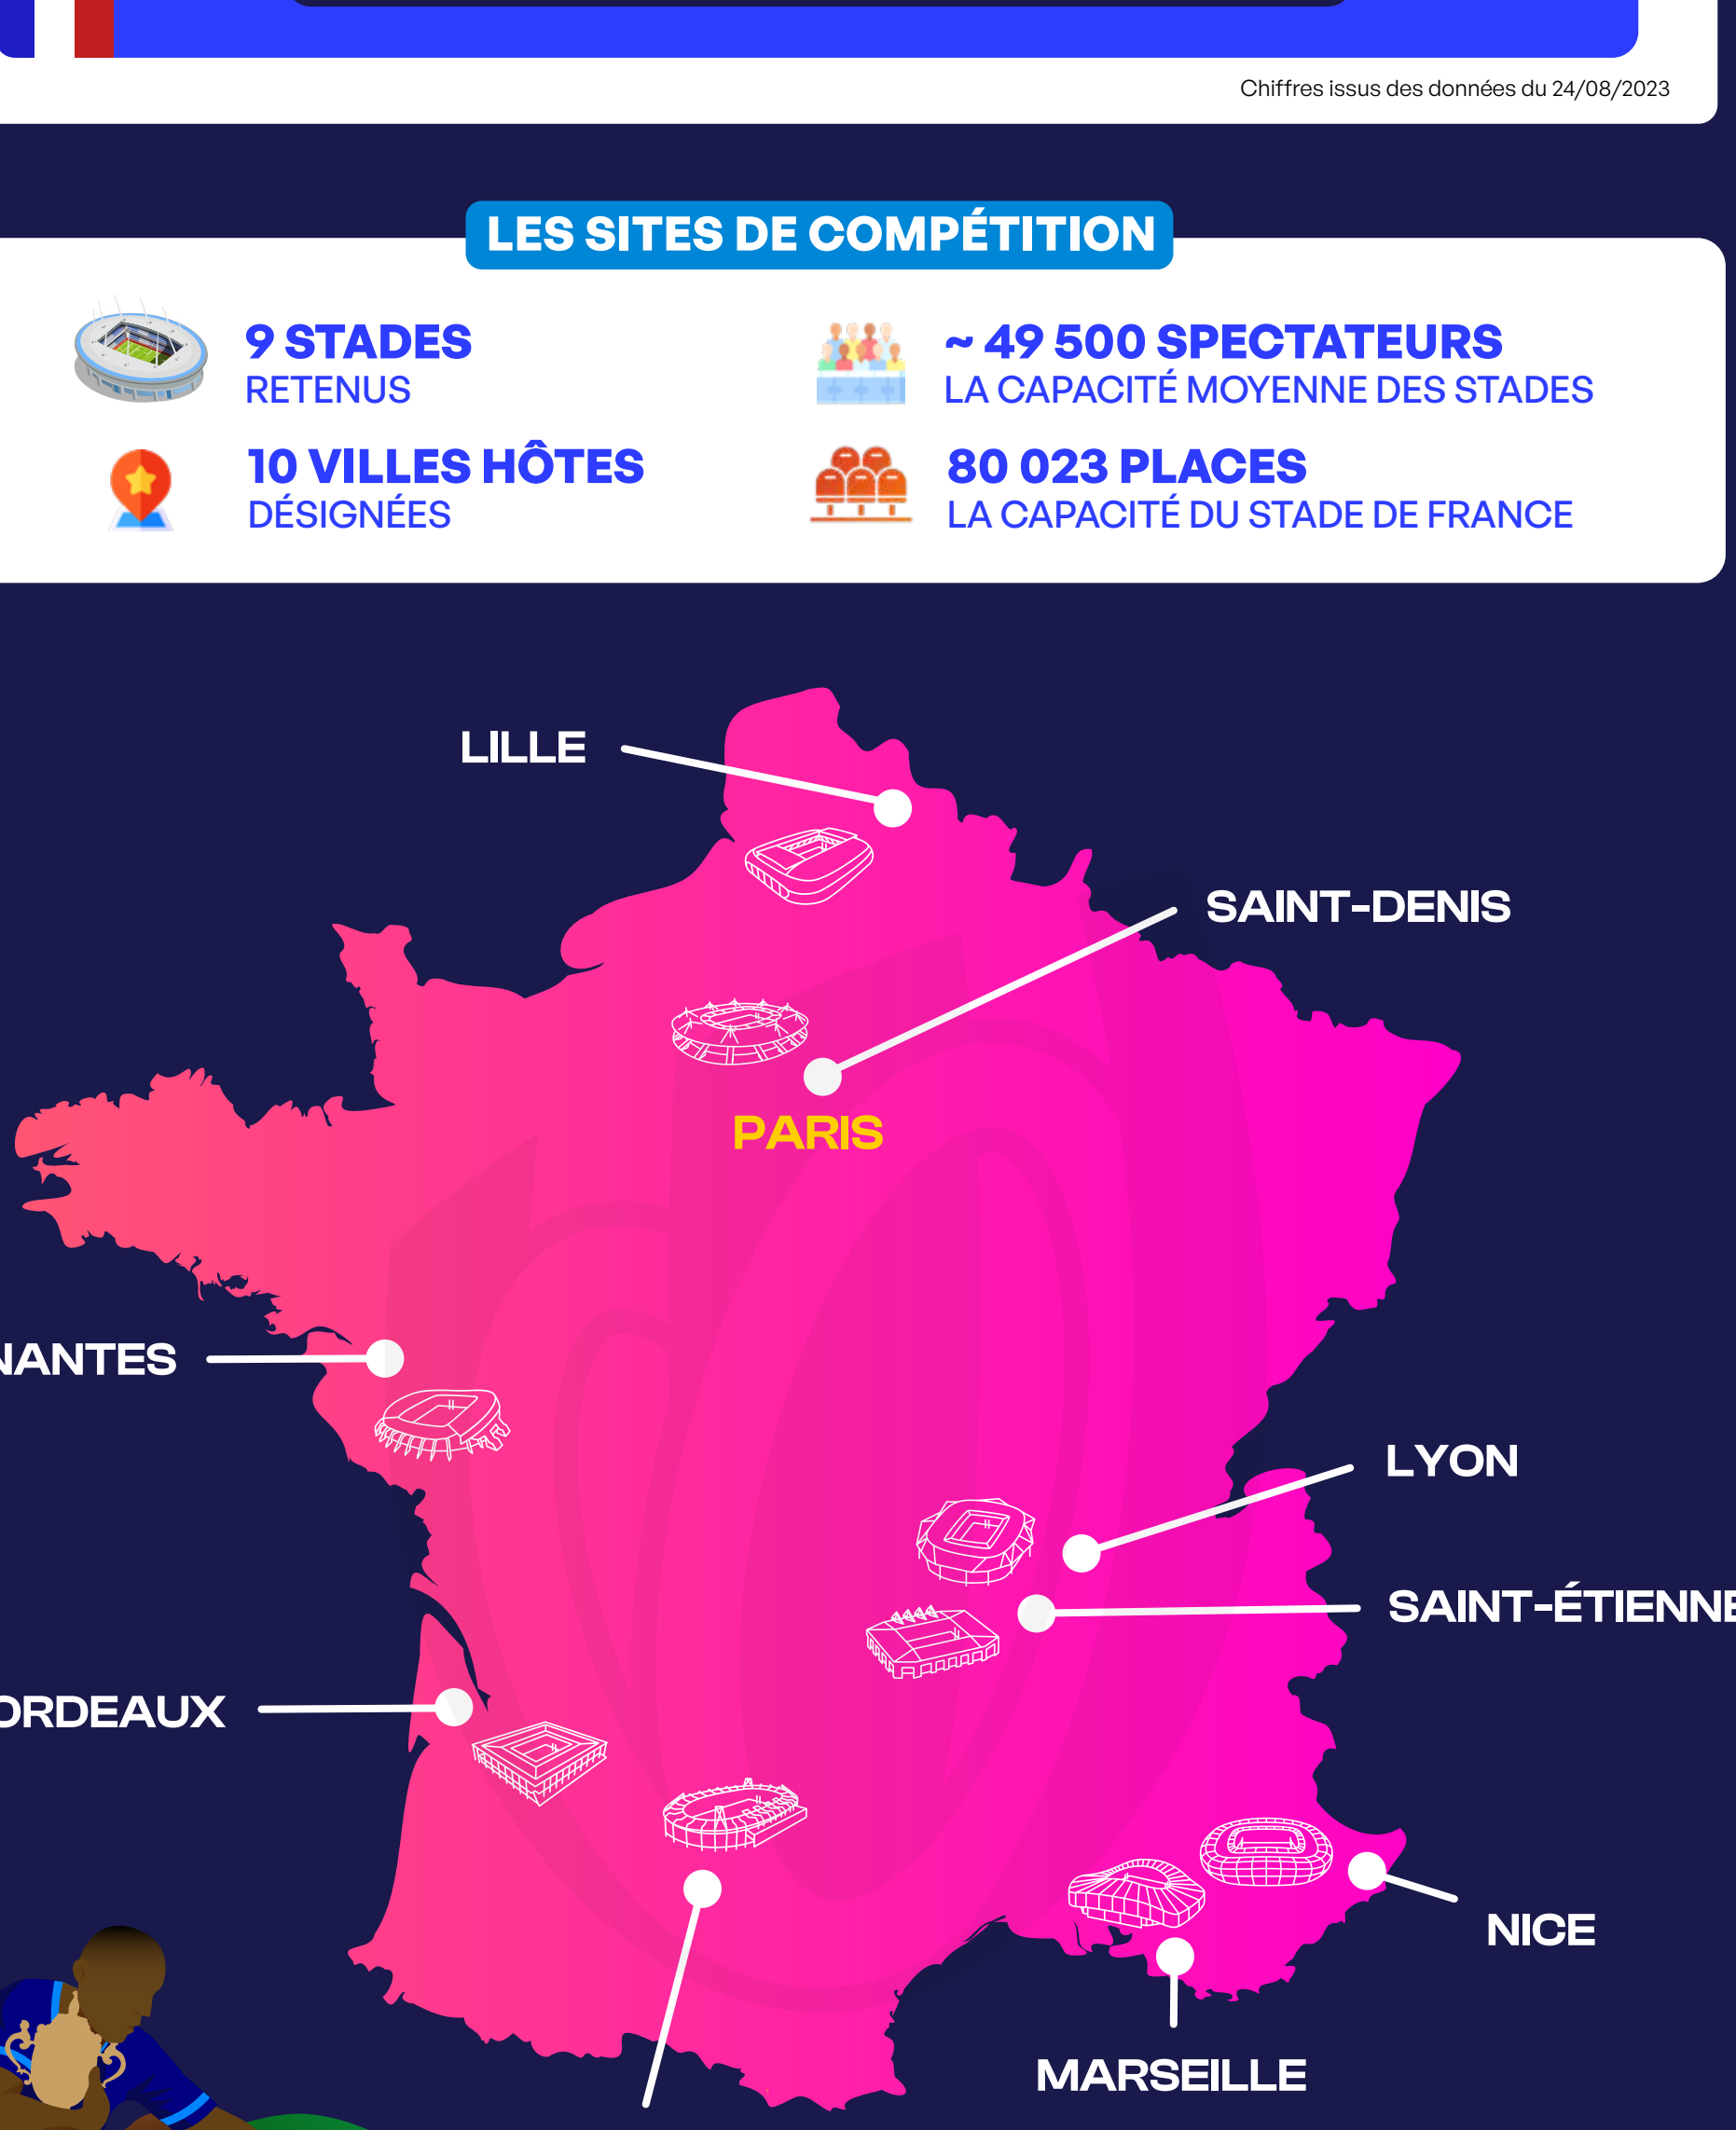 Chiffres issus des données du 24/08/2023
LES SITES DE COMPÉTITION
9 STADES
RETENUS
~ 49 500 SPECTATEURS
LA CAPACITÉ MOYENNE DES STADES
10 VILLES HÔTES
DÉSIGNÉES
80 023 PLACES
LA CAPACITÉ DU STADE DE FRANCE
LILLE
SAINT-DENIS
PARIS
NANTES
LYON
SAINT-ÉTIENNE
ORDEAUX
NICE
MARSEILLE